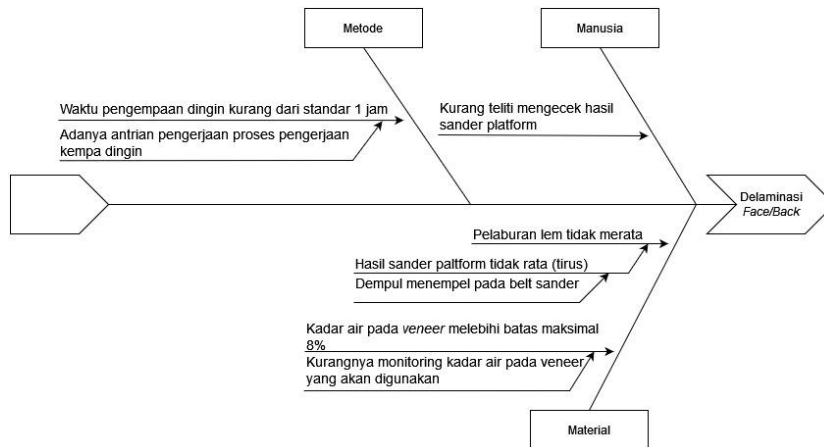 Metode
Manusia
Waktu pengempaan dingin kurang dari standar 1 jam
Adanya antrian pengerjaan proses pengerjaan
kempa dingin
Kurang teliti mengecek hasil
sander platform
Delaminasi
Face/Back
Pelaburan lem tidak merata
Hasil sander paltform tidak rata (tirus)
Dempul menempel pada belt sander
Kadar air pada veneer melebihi batas maksimal
8%
Kurangnya monitoring kadar air pada veneer
yang akan digunakan
Material